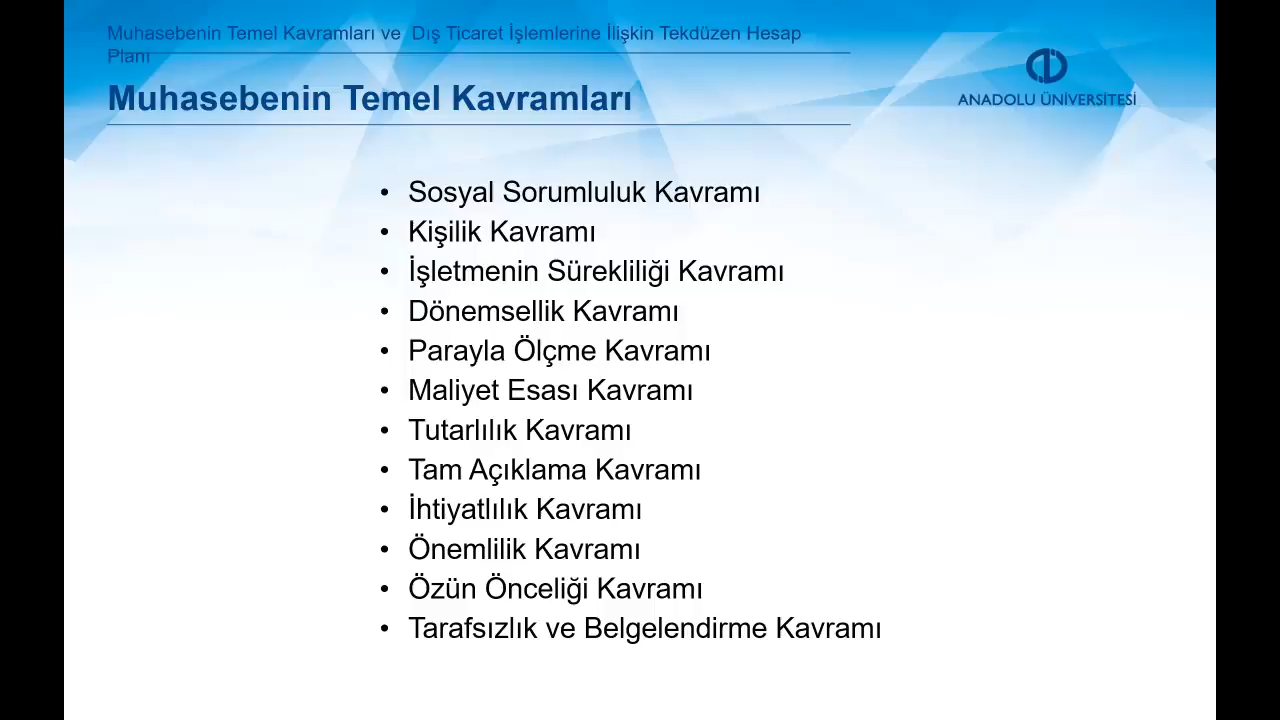 Muhasebenin Temel Kavramları ve Dış Ticaret İşlemlerine İlişkin Tekdüzen Hesap
Planı
Muhasebenin Temel Kavramları
ANADOLU ÜNİVERSİTESİ
• Sosyal Sorumluluk Kavramı
• Kişilik Kavramı
• İşletmenin Sürekliliği Kavramı
• Dönemsellik Kavramı
• Parayla Ölçme Kavramı
• Maliyet Esası Kavramı
• Tutarlılık Kavramı
• Tam Açıklama Kavramı
• İhtiyatlılık Kavramı
• Önemlilik Kavramı
• Özün Önceliği Kavramı
• Tarafsızlık ve Belgelendirme Kavramı